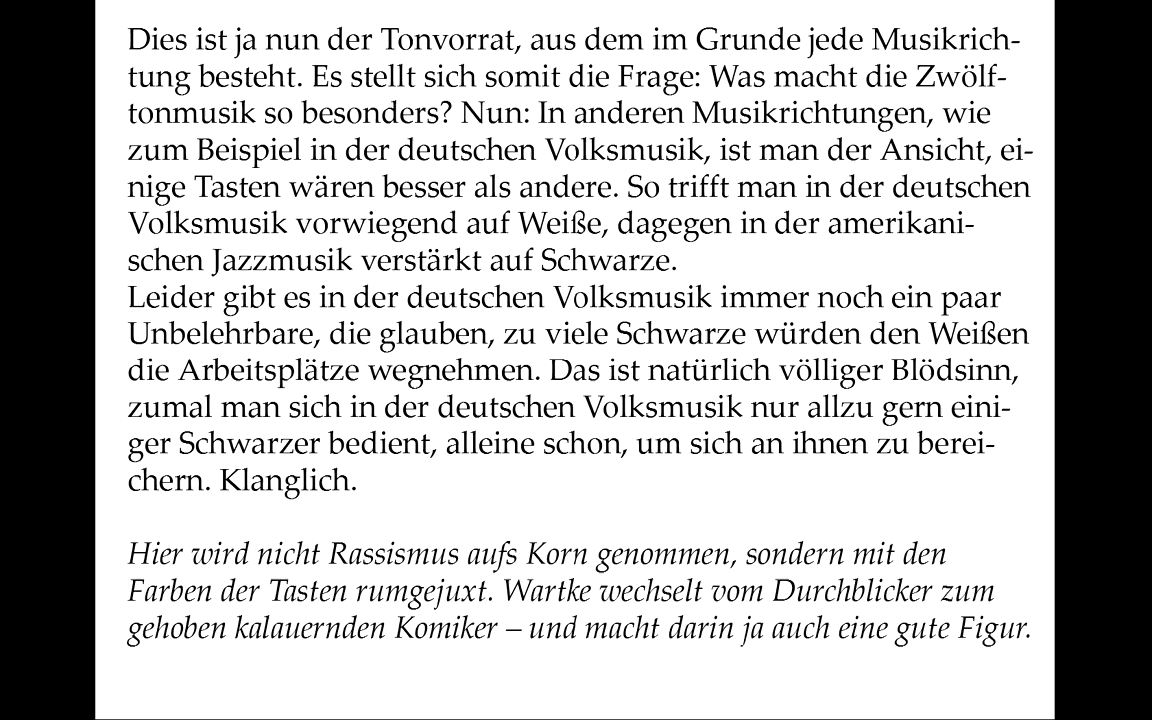 Dies ist ja nun der Tonvorrat, aus dem im Grunde jede Musikrich-
tung besteht. Es stellt sich somit die Frage: Was macht die Zwölf-
tonmusik so besonders? Nun: In anderen Musikrichtungen, wie
zum Beispiel in der deutschen Volksmusik, ist man der Ansicht, ei-
nige Tasten wären besser als andere. So trifft man in der deutschen
Volksmusik vorwiegend auf Weiße, dagegen in der amerikani-
schen Jazzmusik verstärkt auf Schwarze.
Leider gibt es in der deutschen Volksmusik immer noch ein paar
Unbelehrbare, die glauben, zu viele Schwarze würden den Weißen
die Arbeitsplätze wegnehmen. Das ist natürlich völliger Blödsinn,
zumal man sich in der deutschen Volksmusik nur allzu gern eini-
ger Schwarzer bedient, alleine schon, um sich an ihnen zu berei-
chern. Klanglich.
Hier wird nicht Rassismus aufs Korn genommen, sondern mit den
Farben der Tasten rumgejuxt. Wartke wechselt vom Durchblicker zum
gehoben kalauernden Komiker – und macht darin ja auch eine gute Figur.